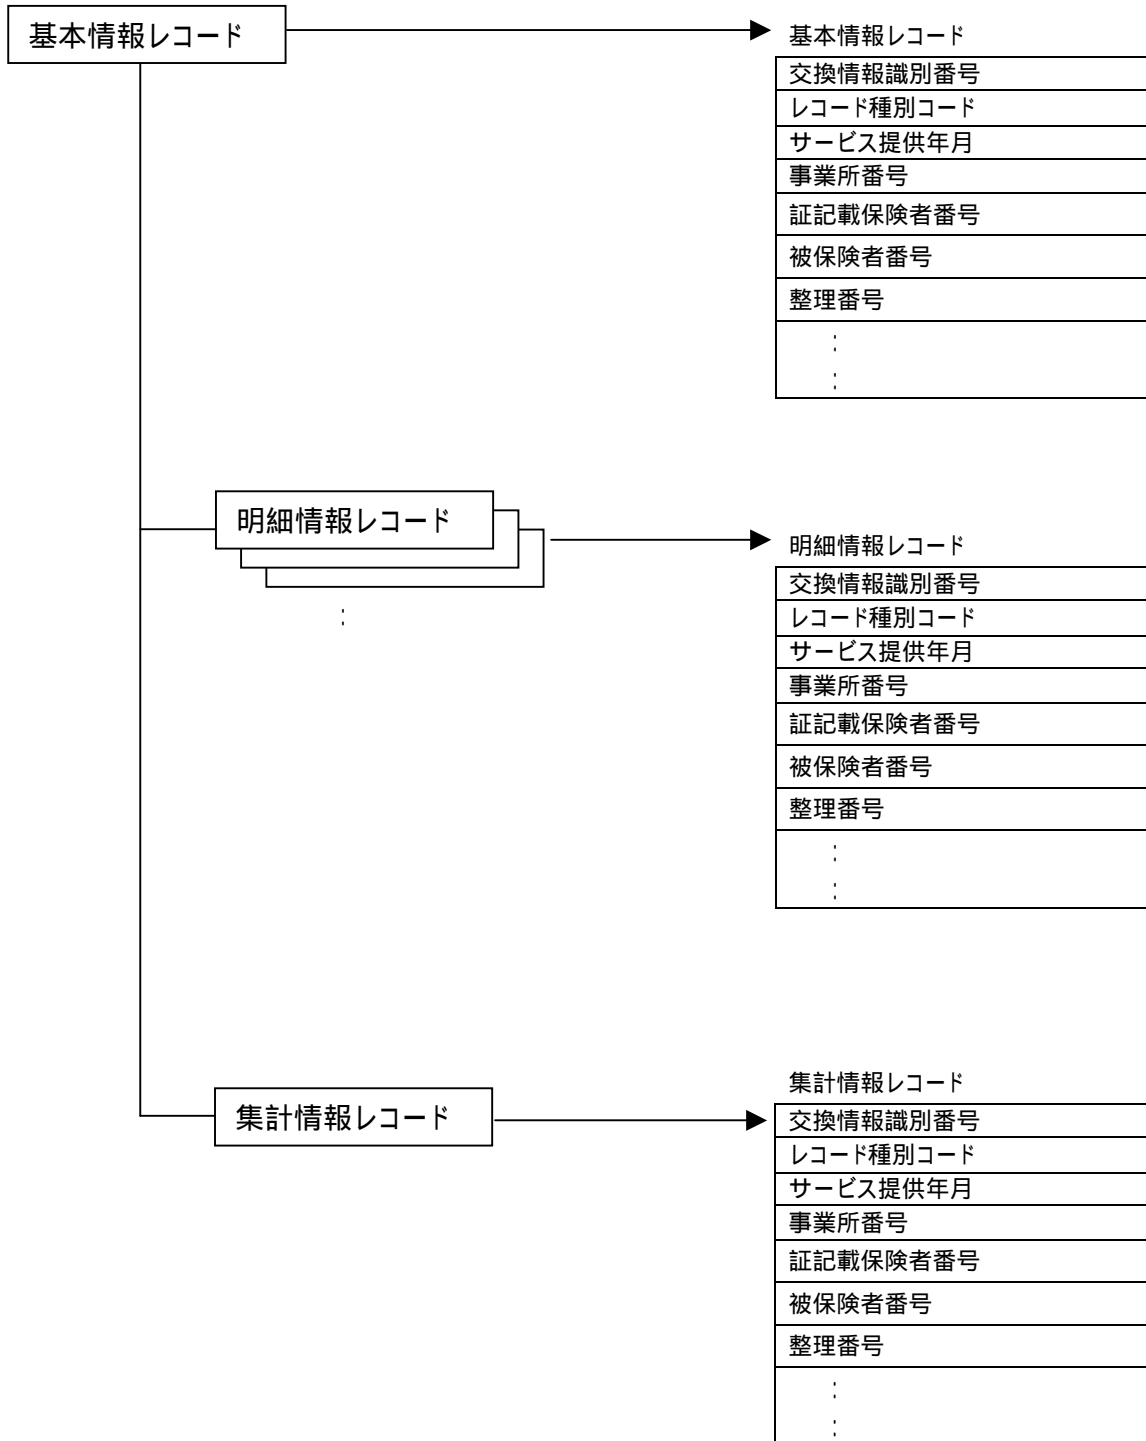 基本情報レコード
基本情報レコード
交換情報識別番号
レコード種別コード
サービス提供年月
事業所番号
証記載保険者番号
被保険者番号
整理番号
:
:
明細情報レコード
:
明細情報レコード
交換情報識別番号
レコード種別コード
サービス提供年月
事業所番号
証記載保険者番号
被保険者番号
整理番号
:
:
集計情報レコード
集計情報レコード
交換情報識別番号
レコード種別コード
サービス提供年月
事業所番号
証記載保険者番号
被保険者番号
整理番号
:
: